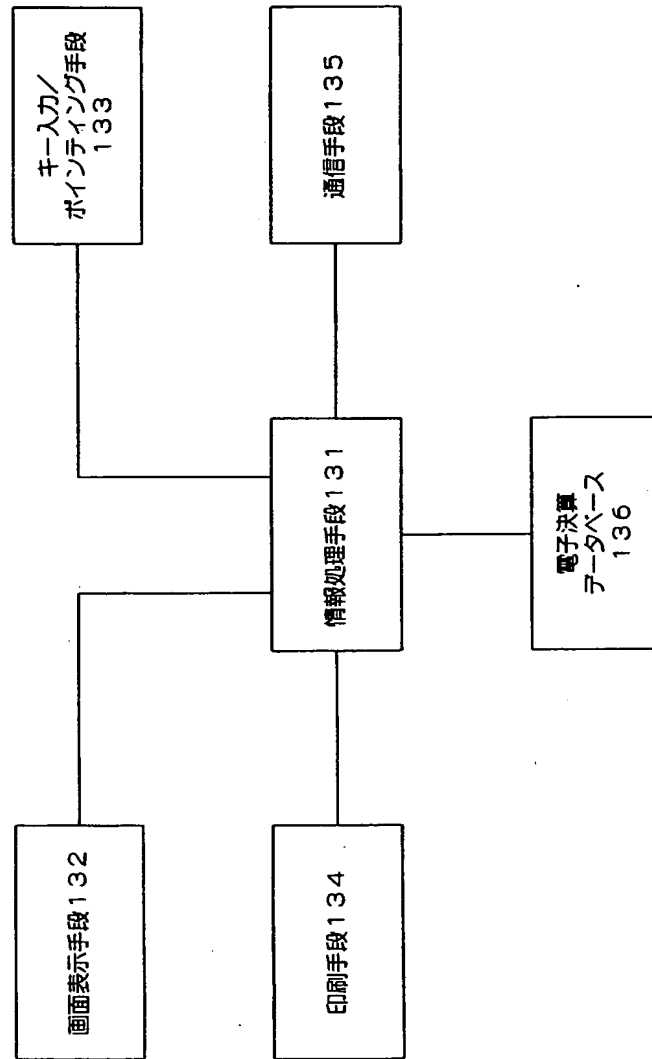 画面表示手段132
キー入力/
ポインティング手段
133
印刷手段134
情報処理手段131
通信手段135
電子決算
データベース
136